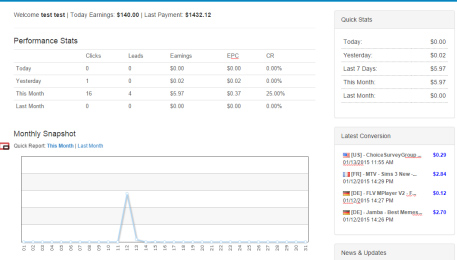 Welcome test test | Today Earnings: $140.00 | Last Payment: $1432.12
Performance Stats
Clicks Leads Earnings EPC CR
Today 0 0 $0.00 $0.00 0.00%
Yesterday 1 0 $0.02 $0.02 0.00%
This Month 16 4 $5.97 $0.37 25.00%
Last Month 0 0 $0.00 $0.00 0.00%
Monthly Snapshot
Quick Report: This Month | Last Month
01 02 03 04 05 06 07 08 09 10 11 12 13 14 15 16 17 18 19 20 21 22 23 24 25 26 27 28 29 30 31
Quick Stats
Today: $0.00
Yesterday: $0.02
Last 7 Days: $5.97
This Month: $5.97
Last Month: $0.00
Latest Conversion
[US] - ChoiceSurveyGroup ... $0.29
01/13/2015 11:55 AM
[FR] - MTV - Sims 3 New -... $2.84
01/12/2015 14:29 PM
[DE] - FLV MPlayer V2 - F... $0.12
01/12/2015 14:27 PM
[DE] - Jamba - Best Memes... $2.70
01/12/2015 14:26 PM
News & Updates